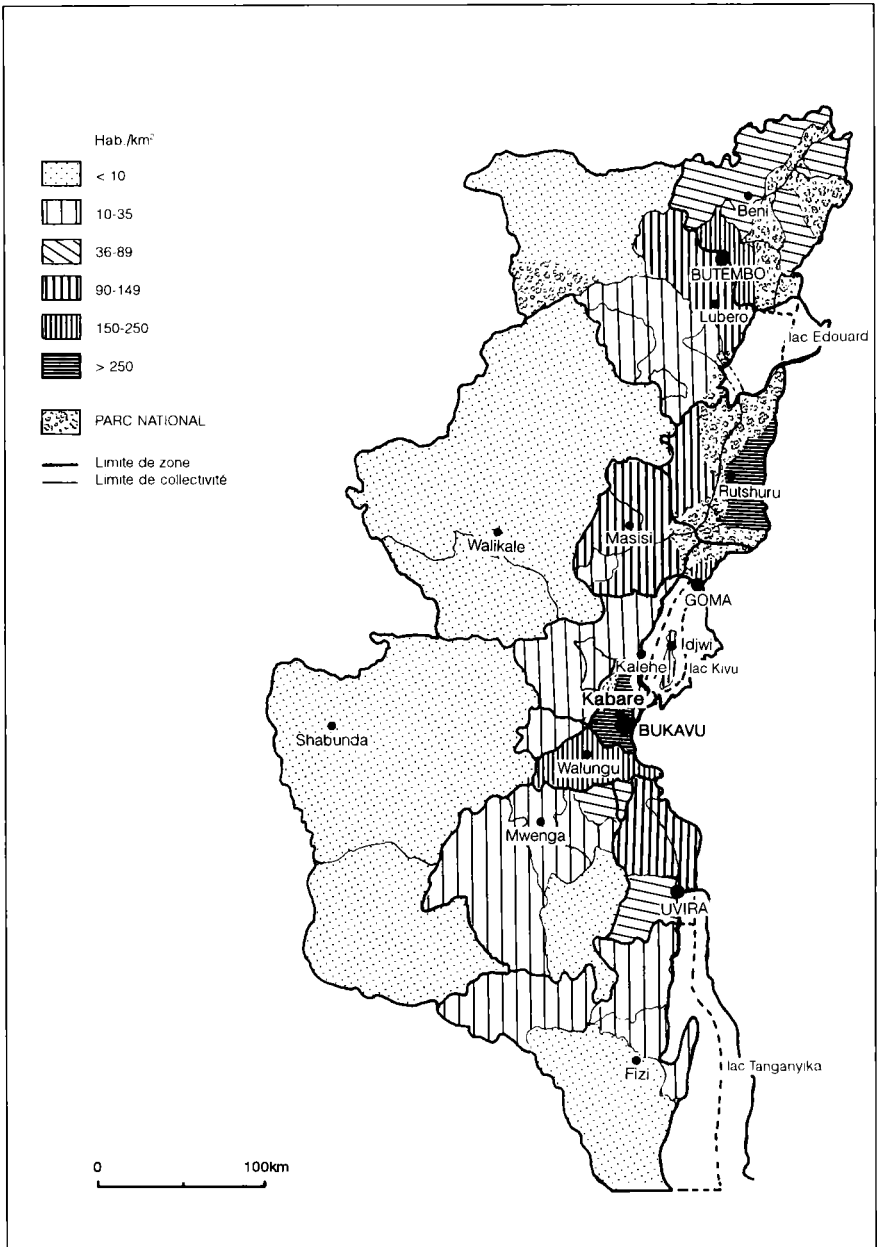 Hab./km²
< 10
10-35
36-89
90-149
150-250
> 250
PARC NATIONAL
Limite de zone
Limite de collectivité
Beni
BUTEMBO
Lubero
lac Edouard
Rutshuru
Masisi
Walikale
GOMA
Idjwi
Kalehe
lac Kivu
Kabare
BUKAVU
Shabunda
Walungu
Mwenga
UVIRA
Fizi
lac Tanganyika
0 100km